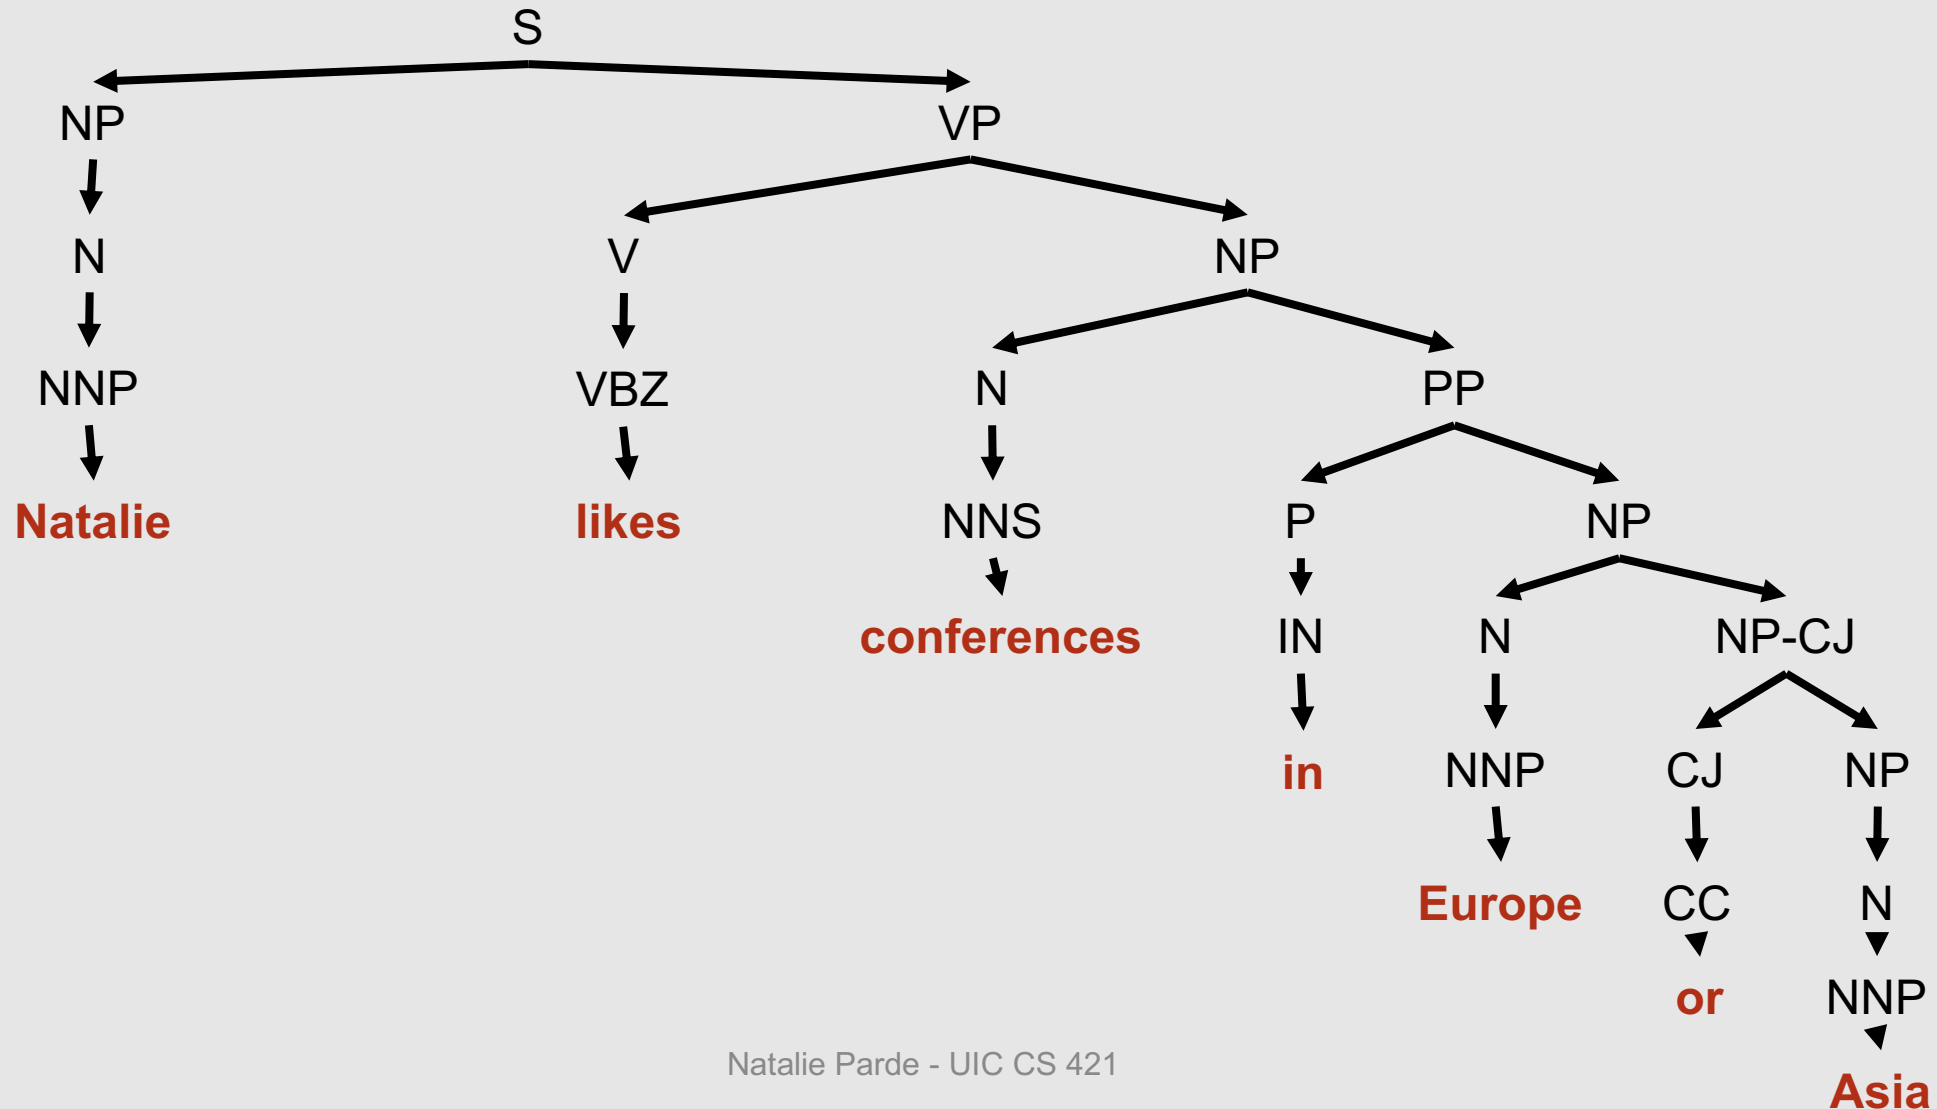 S
NP VP
N V NP
NNP VBZ N PP
Natalie likes NNS P NP
conferences IN N NP-CJ
in NNP CJ NP
Europe CC N
or NNP
Natalie Parde - UIC CS 421
Asia